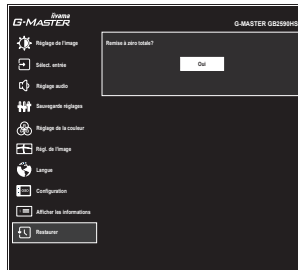 iiyama
G-MASTER
G-MASTER GB2590HS
Réglage de l'image
Remise à zéro totale?
Oui
Sélect. entrée
Réglage audio
Sauvegarde réglages
Réglage de la couleur
Régl. de l'image
Langue
OSD
Configuration
Afficher les informations
Restaurer